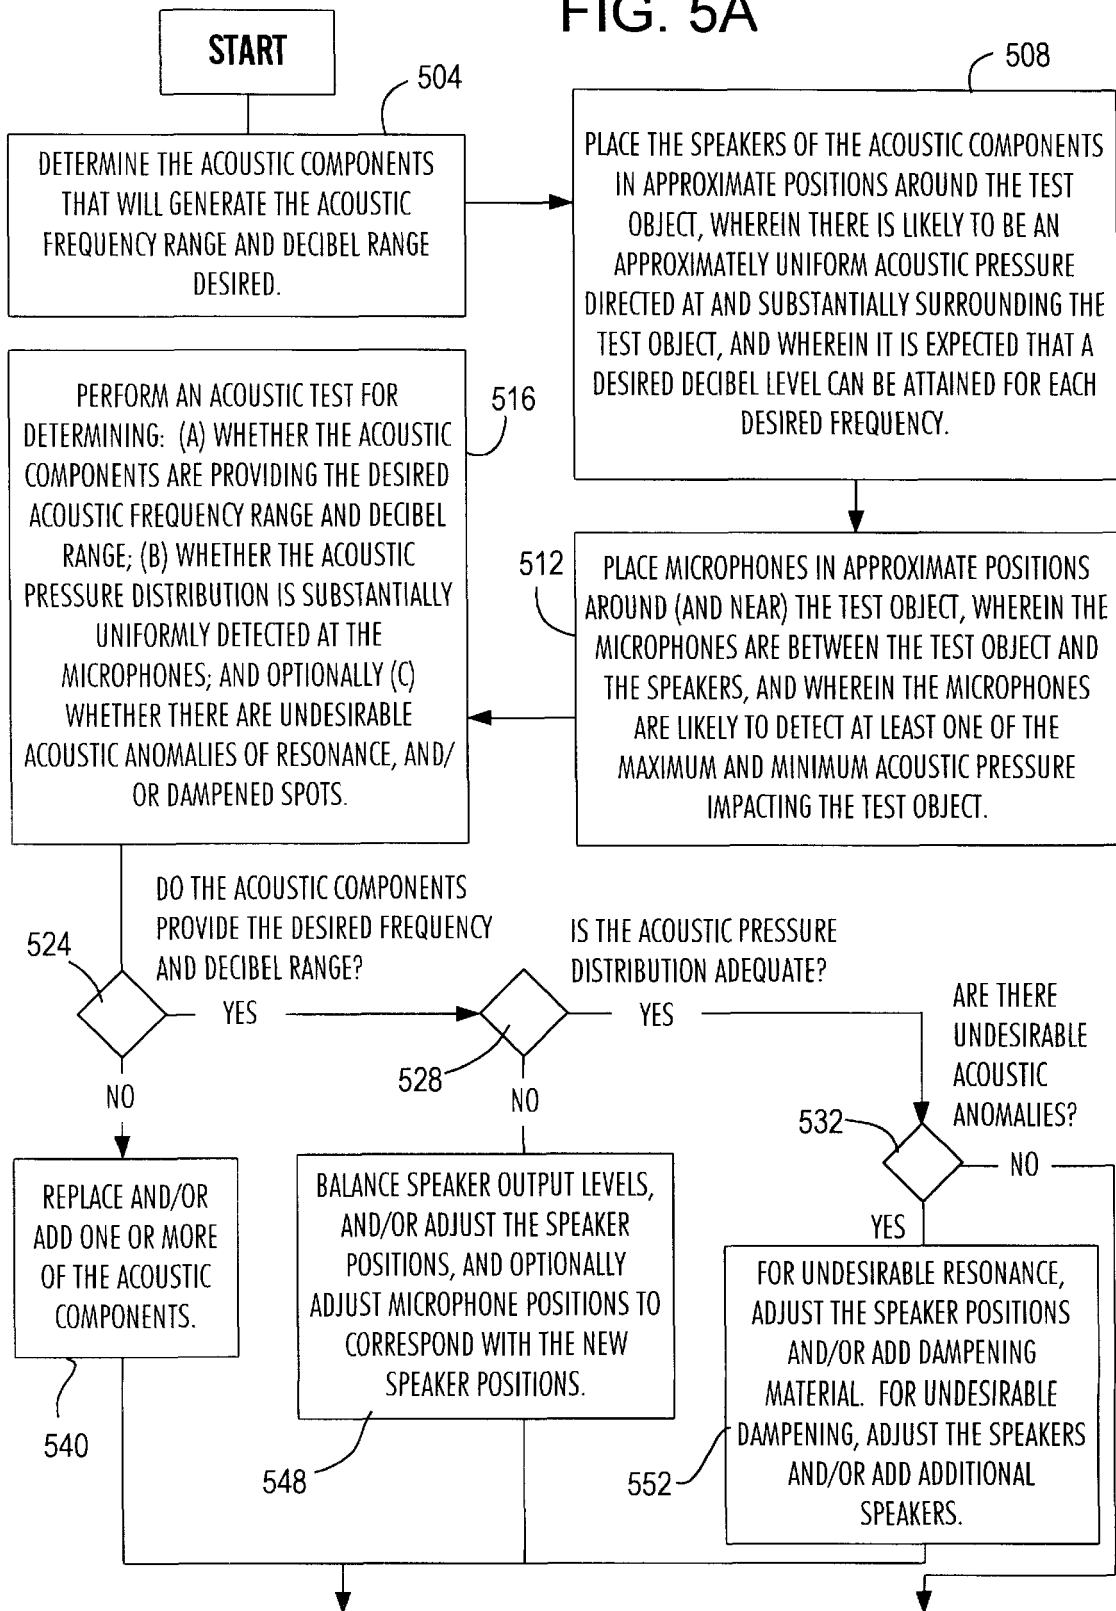 FIG. 5A
START
504
DETERMINE THE ACOUSTIC COMPONENTS
THAT WILL GENERATE THE ACOUSTIC
FREQUENCY RANGE AND DECIBEL RANGE
DESIRED.
508
PLACE THE SPEAKERS OF THE ACOUSTIC COMPONENTS
IN APPROXIMATE POSITIONS AROUND THE TEST
OBJECT, WHEREIN THERE IS LIKELY TO BE AN
APPROXIMATELY UNIFORM ACOUSTIC PRESSURE
DIRECTED AT AND SUBSTANTIALLY SURROUNDING THE
TEST OBJECT, AND WHEREIN IT IS EXPECTED THAT A
DESIRED DECIBEL LEVEL CAN BE ATTAINED FOR EACH
DESIRED FREQUENCY.
512
PLACE MICROPHONES IN APPROXIMATE POSITIONS
AROUND (AND NEAR) THE TEST OBJECT, WHEREIN THE
MICROPHONES ARE BETWEEN THE TEST OBJECT AND
THE SPEAKERS, AND WHEREIN THE MICROPHONES
ARE LIKELY TO DETECT AT LEAST ONE OF THE
MAXIMUM AND MINIMUM ACOUSTIC PRESSURE
IMPACTING THE TEST OBJECT.
516
PERFORM AN ACOUSTIC TEST FOR
DETERMINING: (A) WHETHER THE ACOUSTIC
COMPONENTS ARE PROVIDING THE DESIRED
ACOUSTIC FREQUENCY RANGE AND DECIBEL
RANGE; (B) WHETHER THE ACOUSTIC
PRESSURE DISTRIBUTION IS SUBSTANTIALLY
UNIFORMLY DETECTED AT THE
MICROPHONES; AND OPTIONALLY (C)
WHETHER THERE ARE UNDESIRABLE
ACOUSTIC ANOMALIES OF RESONANCE, AND/
OR DAMPENED SPOTS.
524
DO THE ACOUSTIC COMPONENTS
PROVIDE THE DESIRED FREQUENCY
AND DECIBEL RANGE?
YES
NO
528
IS THE ACOUSTIC PRESSURE
DISTRIBUTION ADEQUATE?
YES
NO
532
ARE THERE
UNDESIRABLE
ACOUSTIC
ANOMALIES?
NO
YES
REPLACE AND/OR
ADD ONE OR MORE
OF THE ACOUSTIC
COMPONENTS.
540
BALANCE SPEAKER OUTPUT LEVELS,
AND/OR ADJUST THE SPEAKER
POSITIONS, AND OPTIONALLY
ADJUST MICROPHONE POSITIONS TO
CORRESPOND WITH THE NEW
SPEAKER POSITIONS.
548
FOR UNDESIRABLE RESONANCE,
ADJUST THE SPEAKER POSITIONS
AND/OR ADD DAMPENING
MATERIAL. FOR UNDESIRABLE
DAMPENING, ADJUST THE SPEAKERS
AND/OR ADD ADDITIONAL
SPEAKERS.
552